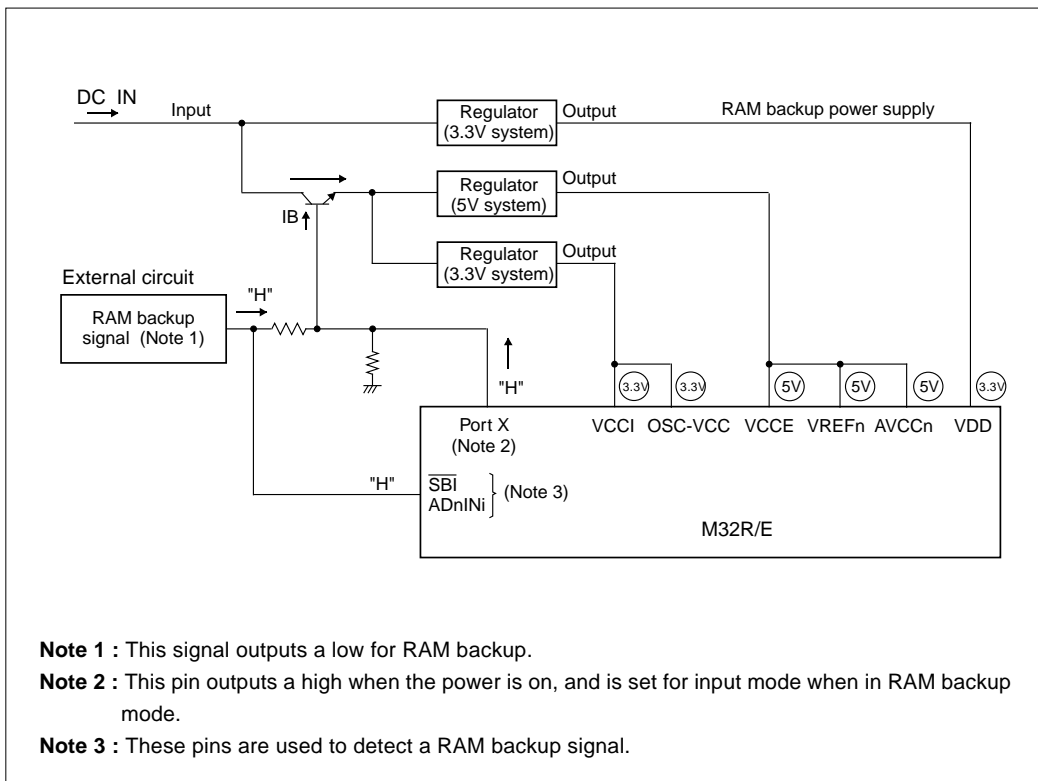 DC IN
Input
Regulator
(3.3V system)
Output
RAM backup power supply
Regulator
(5V system)
Output
IB
Regulator
(3.3V system)
Output
External circuit
RAM backup
signal (Note 1)
"H"
"H"
3.3V
3.3V
5V
5V
5V
3.3V
Port X
(Note 2)
VCCI
OSC-VCC
VCCE
VREFn
AVCCn
VDD
"H"
SBI
ADnINi
(Note 3)
M32R/E
Note 1 : This signal outputs a low for RAM backup.
Note 2 : This pin outputs a high when the power is on, and is set for input mode when in RAM backup
mode.
Note 3 : These pins are used to detect a RAM backup signal.